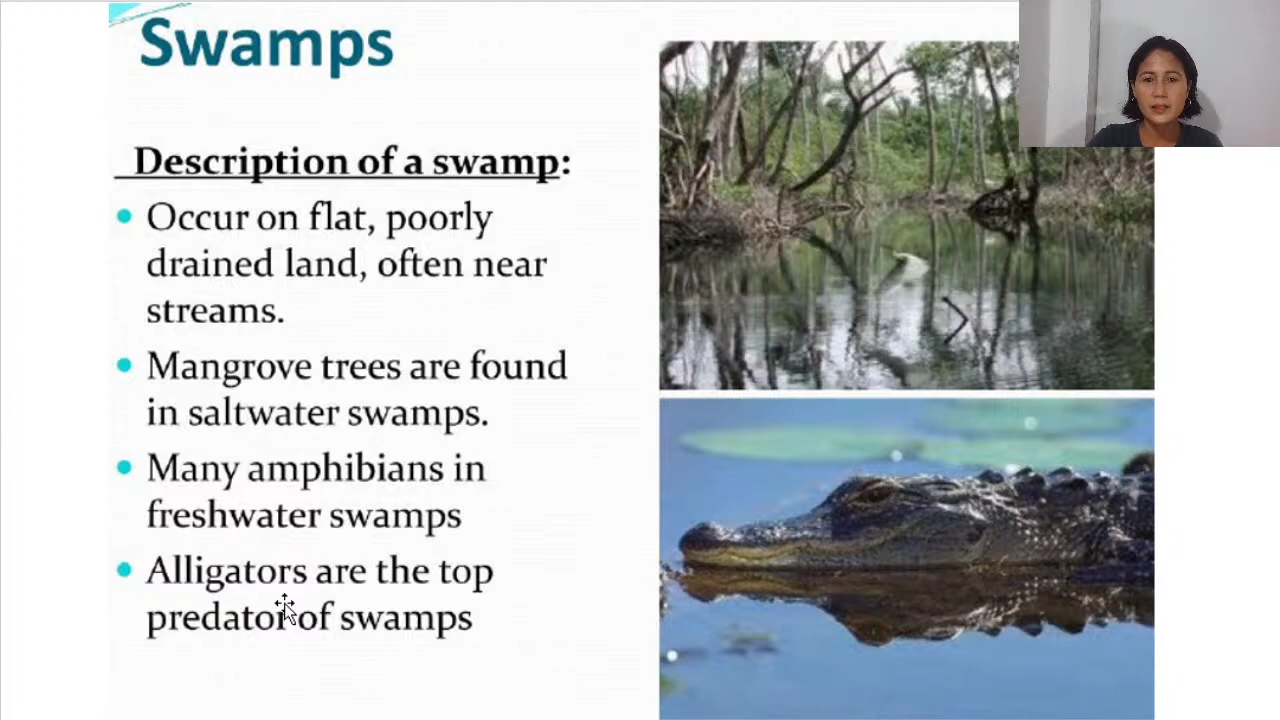 Swamps
Description of a swamp:
Occur on flat, poorly
drained land, often near
streams.
Mangrove trees are found
in saltwater swamps.
Many amphibians in
freshwater swamps
Alligators are the top
predator of swamps